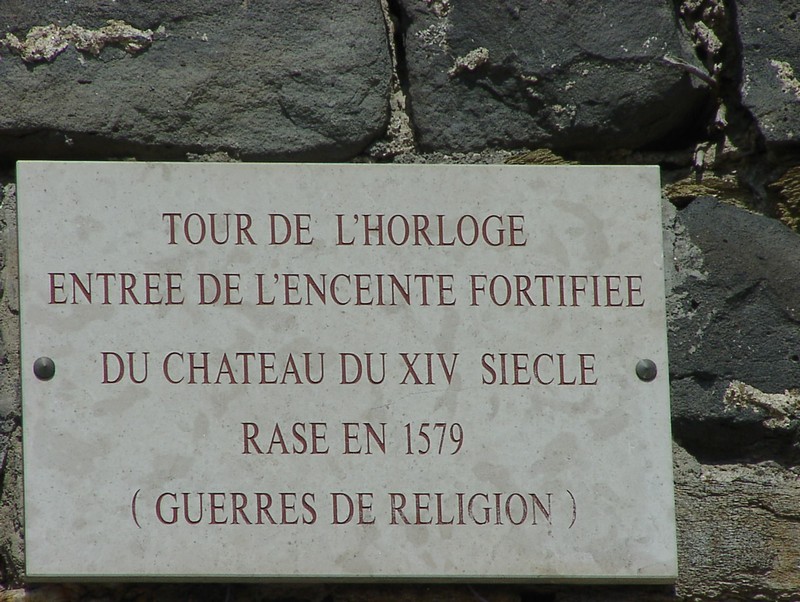 TOUR DE L'HORLOGE
ENTREE DE L'ENCEINTE FORTIFIEE
DU CHATEAU DU XIV SIECLE
RASE EN 1579
( GUERRES DE RELIGION )